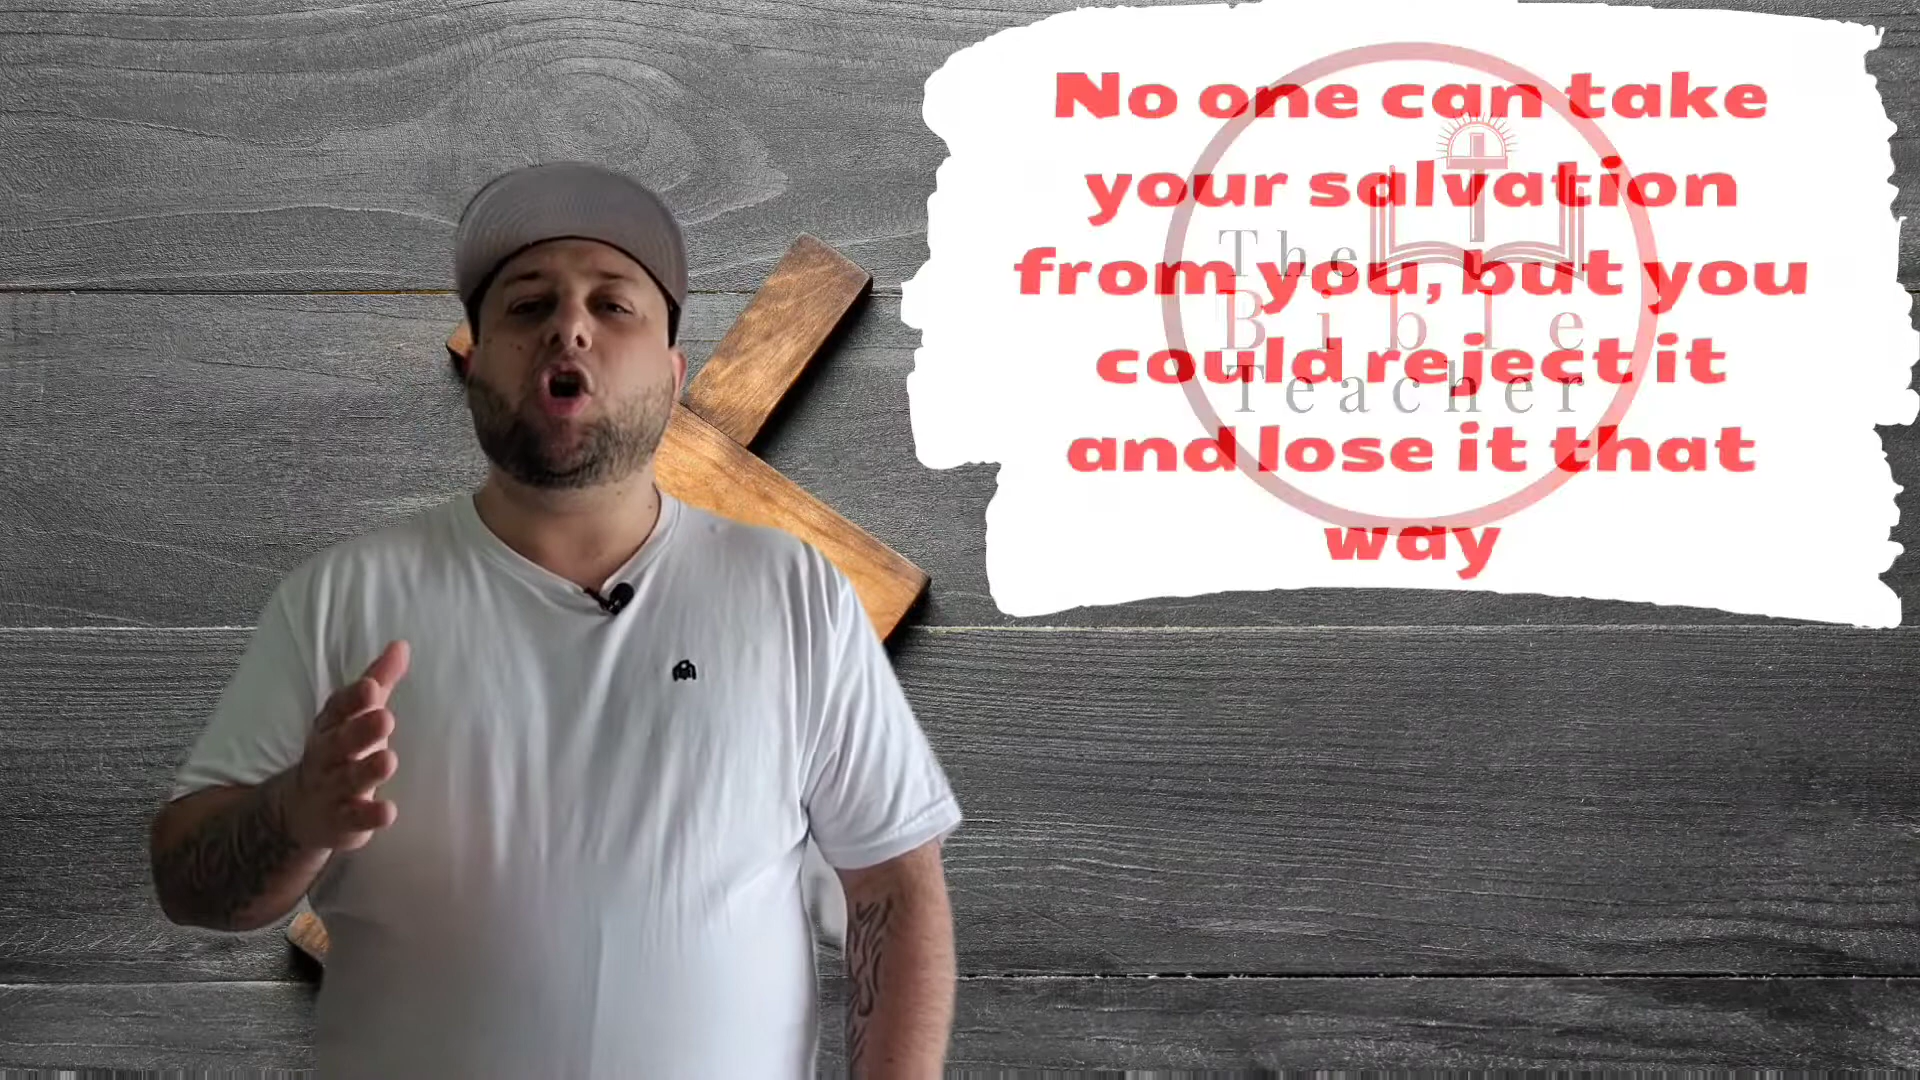 No one can take
your salvation
from you, but you
could reject it
and lose it that
way
The
Bible
Teacher